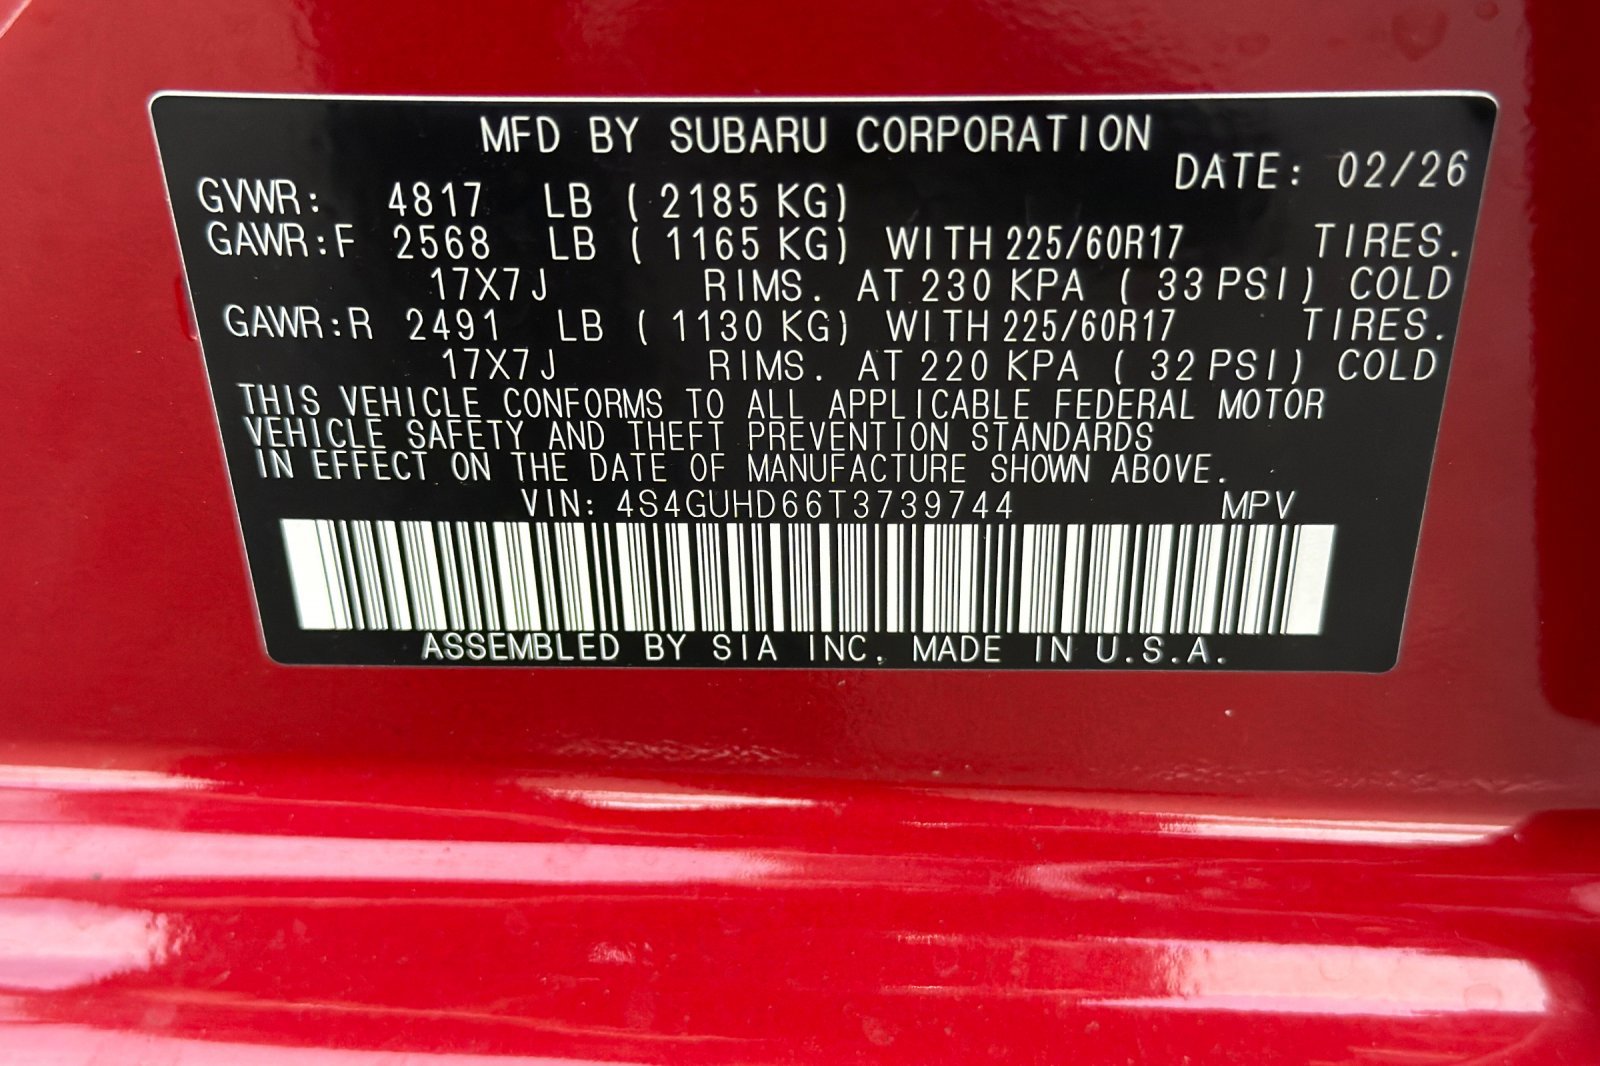 MFD BY SUBARU CORPORATION
DATE: 02/26
GVWR: 4817 LB ( 2185 KG)
GAWR:F 2568 LB ( 1165 KG) WITH 225/60R17 TIRES.
17X7J RIMS. AT 230 KPA ( 33 PSI) COLD
GAWR:R 2491 LB ( 1130 KG) WITH 225/60R17 TIRES.
17X7J RIMS. AT 220 KPA ( 32 PSI) COLD
THIS VEHICLE CONFORMS TO ALL APPLICABLE FEDERAL MOTOR
VEHICLE SAFETY AND THEFT PREVENTION STANDARDS
IN EFFECT ON THE DATE OF MANUFACTURE SHOWN ABOVE.
VIN: 4S4GUHD66T3739744 MPV
ASSEMBLED BY SIA INC. MADE IN U.S.A.